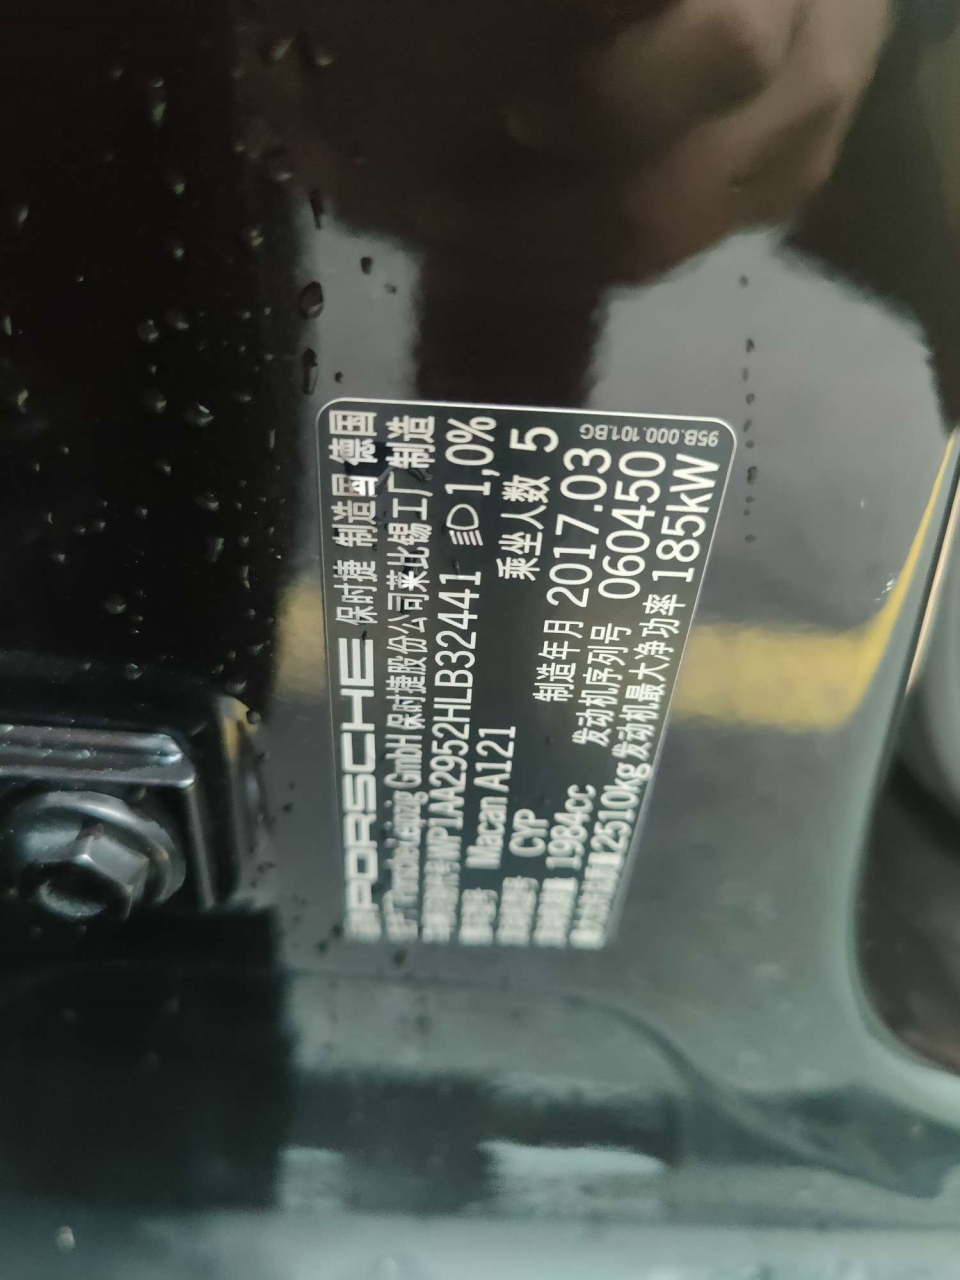 PORSCHE 保时捷 制造国 德国
保时捷股份公司莱比锡工厂制造
WP1AA2952HLB32441 1,0%
Macan A121 乘坐人数 5
CYP 制造年月 2017.03
1984cc 发动机序列号 060450
2510kg 发动机最大净功率 185kW
95B.000.101.BG